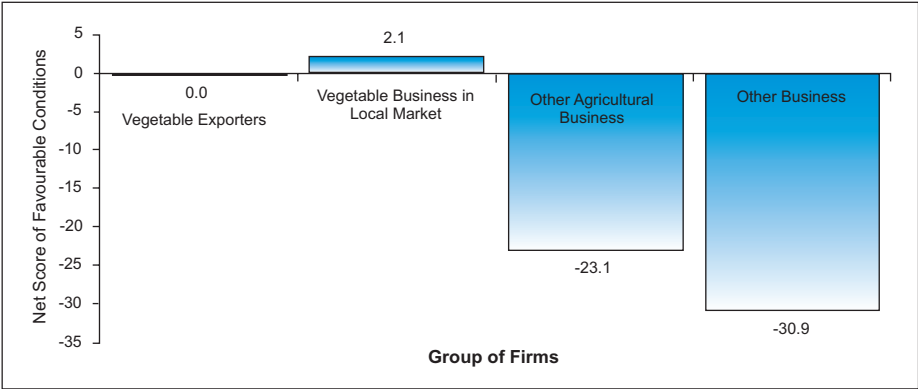 Net Score of Favourable Conditions
5
0
-5
-10
-15
-20
-25
-30
-35
0.0
Vegetable Exporters
2.1
Vegetable Business in
Local Market
Other Agricultural
Business
-23.1
Other Business
-30.9
Group of Firms